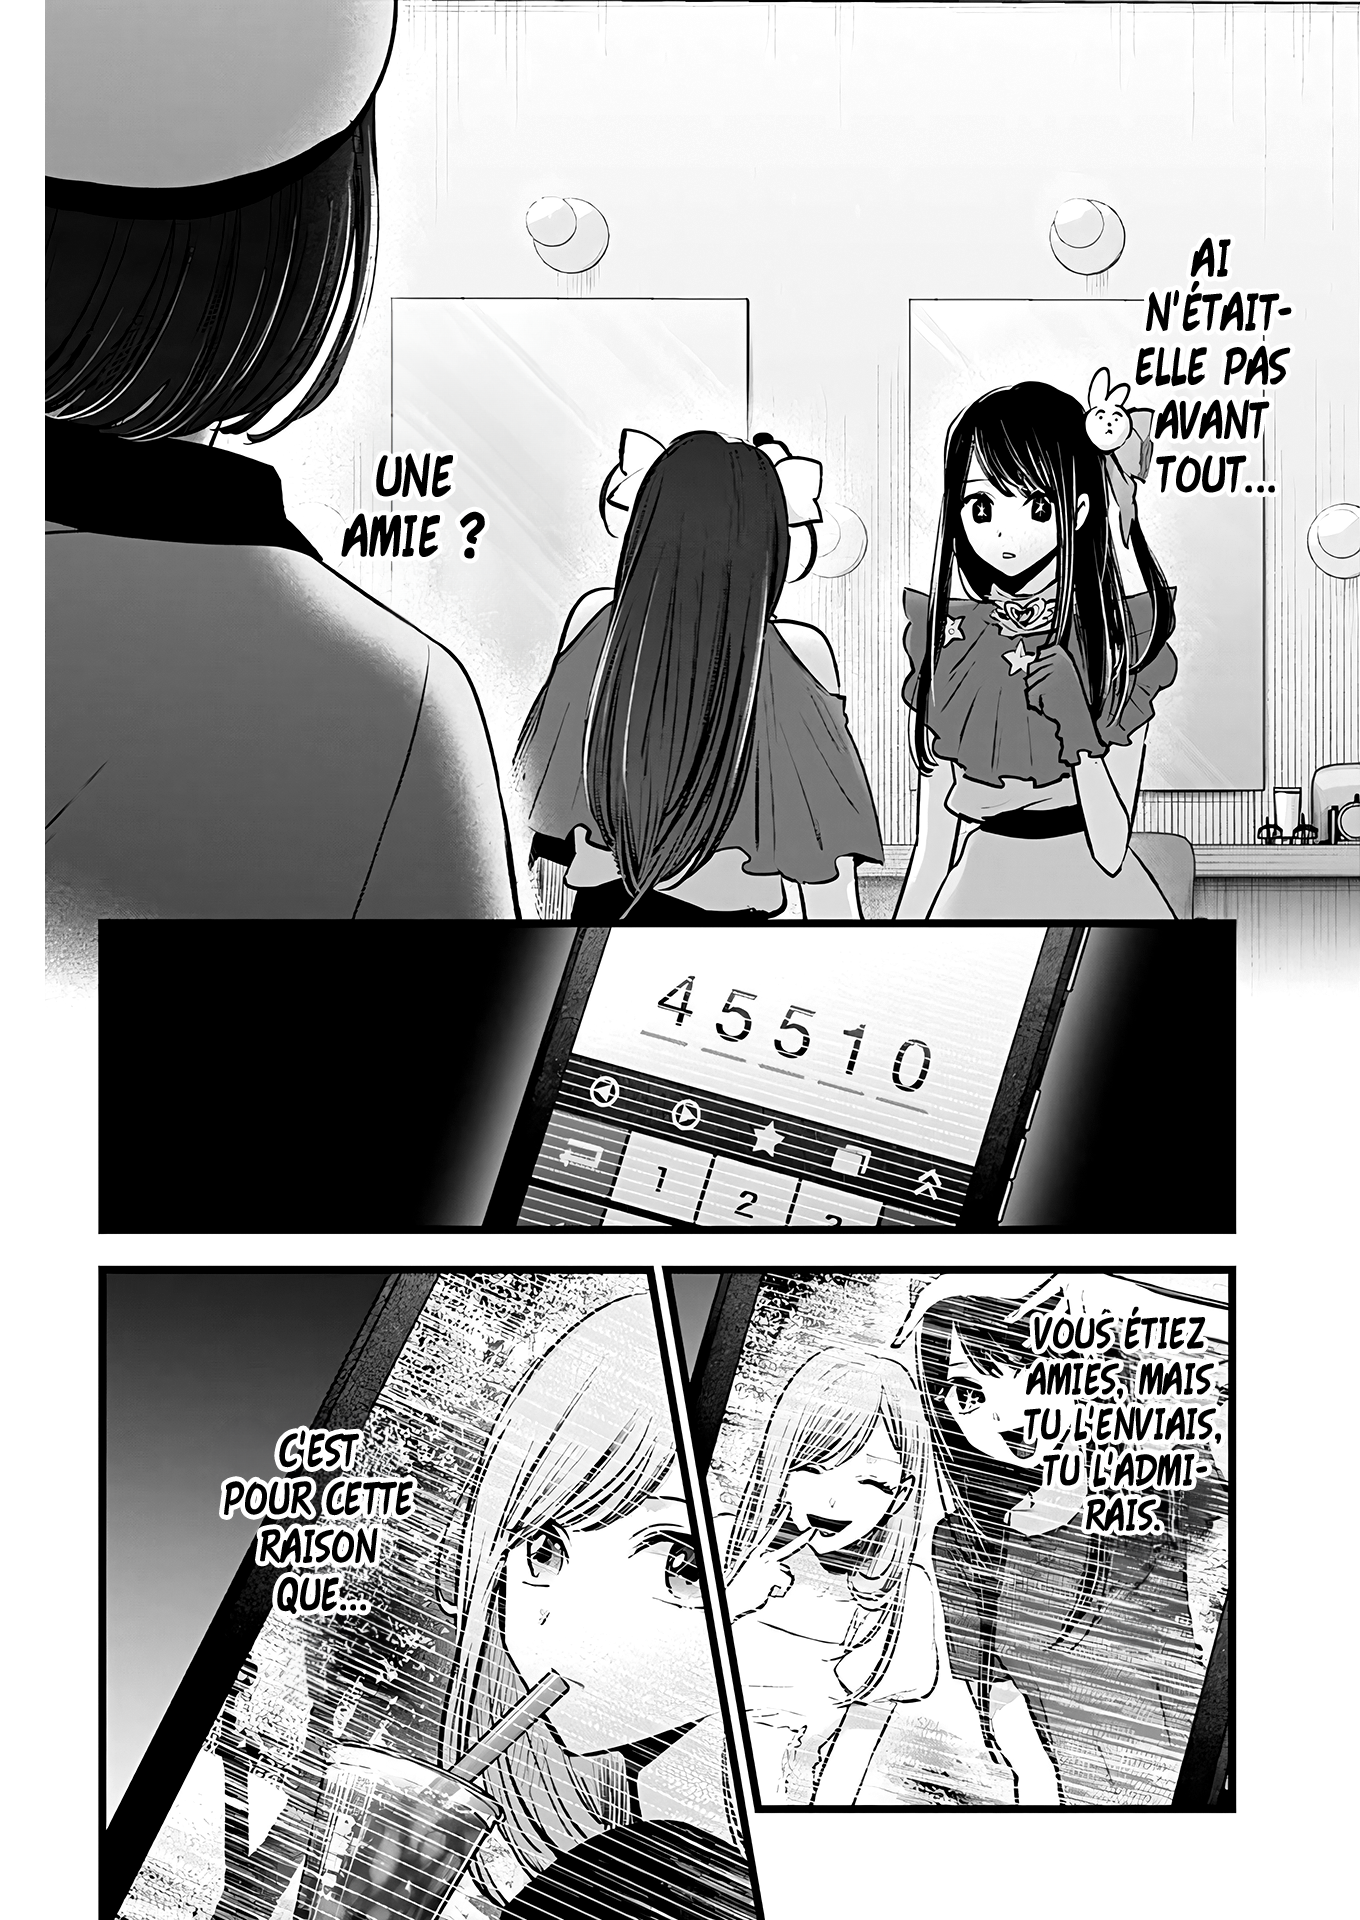 AI
N'ÉTAIT-
ELLE PAS
AVANT
TOUT...
UNE
AMIE ?
45510
1
2
3
VOUS ÉTIEZ
AMIES, MAIS
TU L'ENVIAIS,
TU L'ADMI-
RAIS.
C'EST
POUR CETTE
RAISON
QUE...